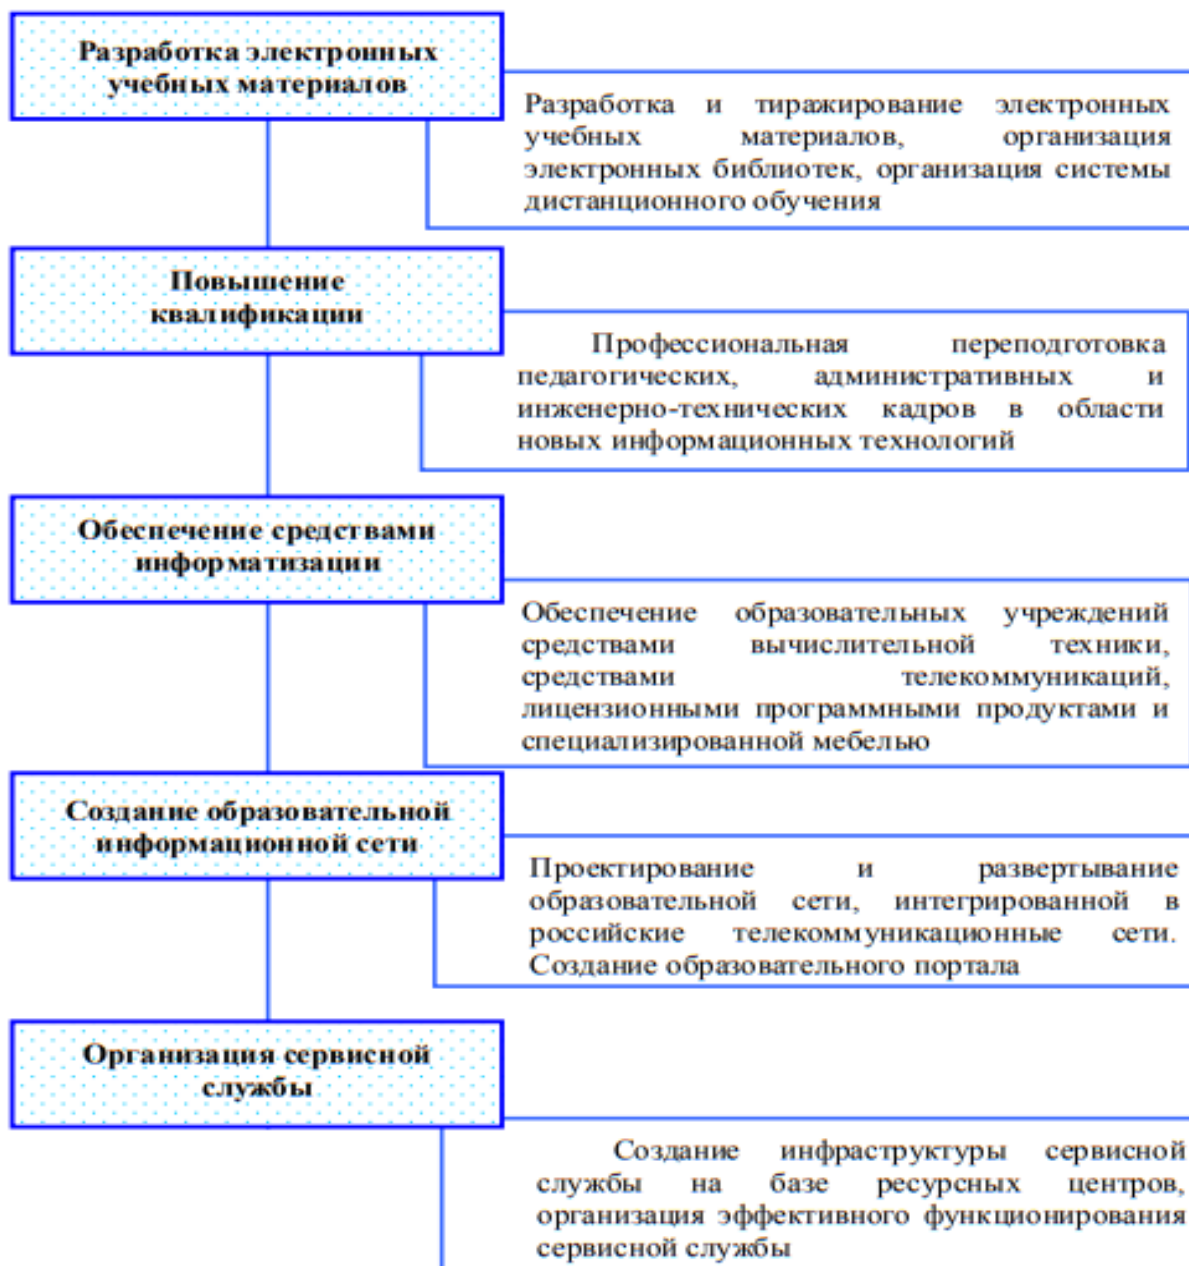 Разработка электронных
учебных материалов
Разработка и тиражирование электронных
учебных материалов, организация
электронных библиотек, организация системы
дистанционного обучения
Повышение
квалификации
Профессиональная переподготовка
педагогических, административных и
инженерно-технических кадров в области
новых информационных технологий
Обеспечение средствами
информатизации
Обеспечение образовательных учреждений
средствами вычислительной техники,
средствами телекоммуникаций,
лицензионными программными продуктами и
специализированной мебелью
Создание образовательной
информационной сети
Проектирование и развертывание
образовательной сети, интегрированной в
российские телекоммуникационные сети.
Создание образовательного портала
Организация сервисной
службы
Создание инфраструктуры сервисной
службы на базе ресурсных центров,
организация эффективного функционирования
сервисной службы